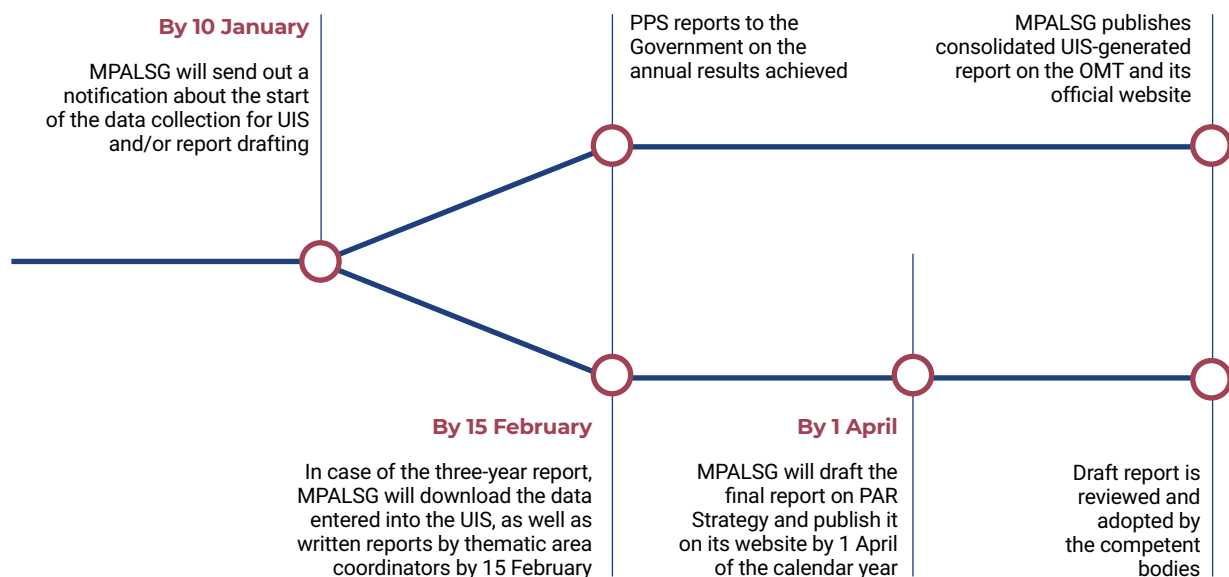 By 10 January
MPALSG will send out a
notification about the start
of the data collection for UIS
and/or report drafting
PPS reports to the
Government on the
annual results achieved
MPALSG publishes
consolidated UIS-generated
report on the OMT and its
official website
By 15 February
In case of the three-year report,
MPALSG will download the data
entered into the UIS, as well as
written reports by thematic area
coordinators by 15 February
By 1 April
MPALSG will draft the
final report on PAR
Strategy and publish it
on its website by 1 April
of the calendar year
Draft report is
reviewed and
adopted by
the competent
bodies